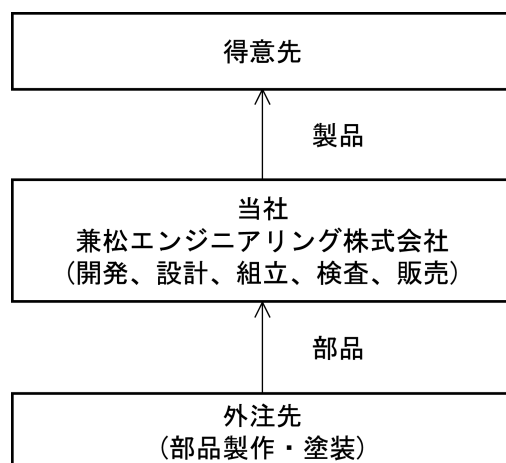 得意先
製品
当社
兼松エンジニアリング株式会社
(開発、設計、組立、検査、販売)
部品
外注先
(部品製作・塗装)